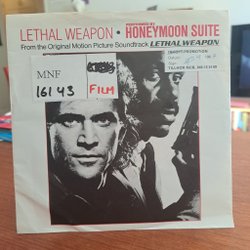 LETHAL WEAPON • PERFORMED BY HONEYMOON SUITE
From the Original Motion Picture Soundtrack LETHAL WEAPON
MNF
16143
FILM